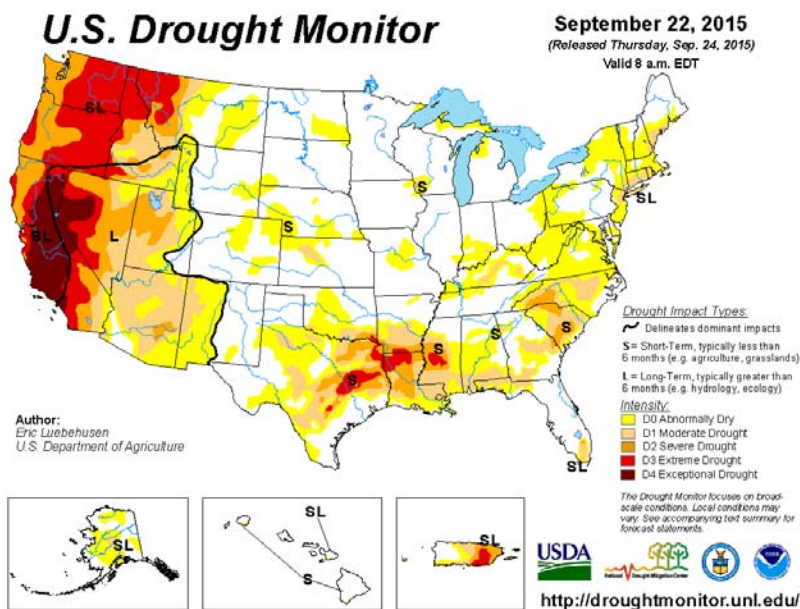 U.S. Drought Monitor
September 22, 2015
(Released Thursday, Sep. 24, 2015)
Valid 8 a.m. EDT
SL
SL
L
S
S
SL
S
S
S
S
SL
Drought Impact Types:
Delineates dominant impacts
S = Short-Term, typically less than
6 months (e.g. agriculture, grasslands)
L = Long-Term, typically greater than
6 months (e.g. hydrology, ecology)
Intensity:
D0 Abnormally Dry
D1 Moderate Drought
D2 Severe Drought
D3 Extreme Drought
D4 Exceptional Drought
Author:
Eric Luebehusen
U.S. Department of Agriculture
The Drought Monitor focuses on broad-
scale conditions. Local conditions may
vary. See accompanying text summary for
forecast statements.
SL
SL
S
SL
USDA
National Drought Mitigation Center
http://droughtmonitor.unl.edu/